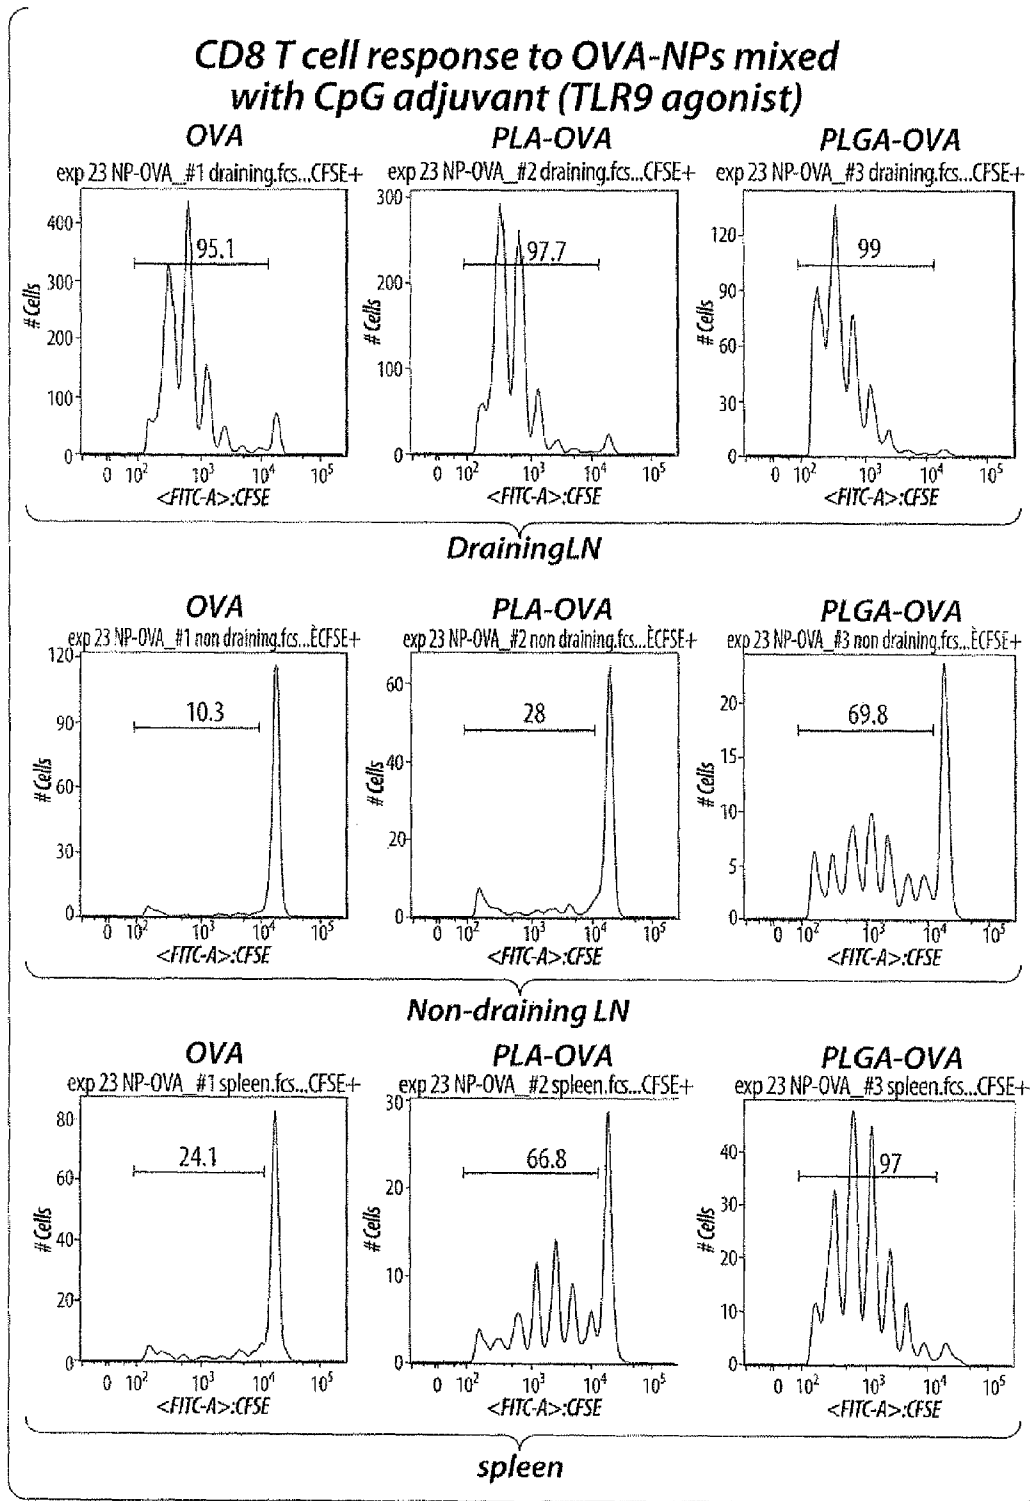 CD8 T cell response to OVA-NPs mixed
with CpG adjuvant (TLR9 agonist)
OVA
PLA-OVA
PLGA-OVA
exp 23 NP-OVA_#1 draining.fcs...CFSE+
exp 23 NP-OVA_#2 draining.fcs...CFSE+
exp 23 NP-OVA_#3 draining.fcs...CFSE+
# Cells
400
300
200
100
0
95.1
0 10² 10³ 10⁴ 10⁵
<FITC-A>:CFSE
# Cells
300
200
100
0
97.7
0 10² 10³ 10⁴ 10⁵
<FITC-A>:CFSE
# Cells
120
90
60
30
0
99
0 10² 10³ 10⁴ 10⁵
<FITC-A>:CFSE
DrainingLN
OVA
PLA-OVA
PLGA-OVA
exp 23 NP-OVA_#1 non draining.fcs...ÈCFSE+
exp 23 NP-OVA_#2 non draining.fcs...ÈCFSE+
exp 23 NP-OVA_#3 non draining.fcs...ÈCFSE+
# Cells
120
90
60
30
0
10.3
0 10² 10³ 10⁴ 10⁵
<FITC-A>:CFSE
# Cells
60
40
20
0
28
0 10² 10³ 10⁴ 10⁵
<FITC-A>:CFSE
# Cells
20
15
10
5
0
69.8
0 10² 10³ 10⁴ 10⁵
<FITC-A>:CFSE
Non-draining LN
OVA
PLA-OVA
PLGA-OVA
exp 23 NP-OVA_#1 spleen.fcs...CFSE+
exp 23 NP-OVA_#2 spleen.fcs...CFSE+
exp 23 NP-OVA_#3 spleen.fcs...CFSE+
# Cells
80
60
40
20
0
24.1
0 10² 10³ 10⁴ 10⁵
<FITC-A>:CFSE
# Cells
30
20
10
0
66.8
0 10² 10³ 10⁴ 10⁵
<FITC-A>:CFSE
# Cells
40
30
20
10
0
97
0 10² 10³ 10⁴ 10⁵
<FITC-A>:CFSE
spleen